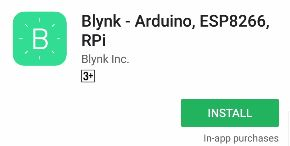 B
Blynk - Arduino, ESP8266,
RPi
Blynk Inc.
3+
INSTALL
In-app purchases